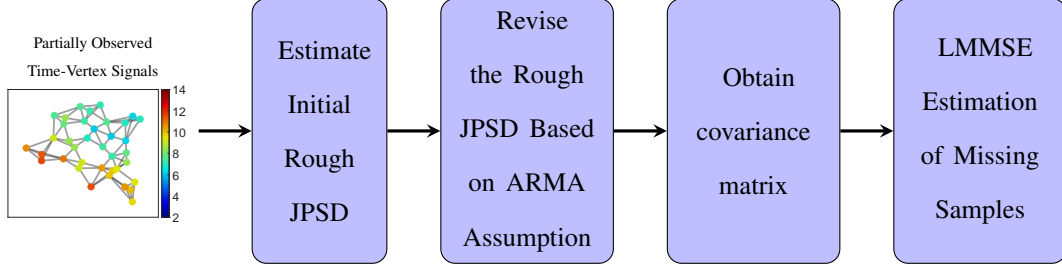 Partially Observed
Time-Vertex Signals
14
12
10
8
6
4
2
Estimate
Initial
Rough
JPSD
Revise
the Rough
JPSD Based
on ARMA
Assumption
Obtain
covariance
matrix
LMMSE
Estimation
of Missing
Samples